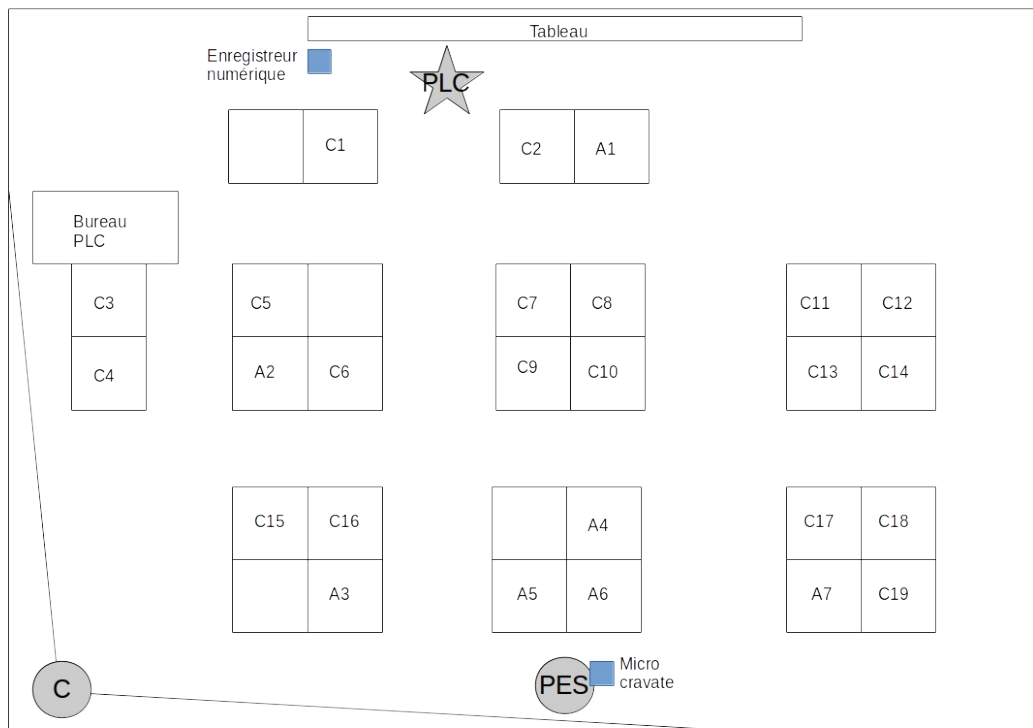 Tableau
Enregistreur
numérique
PLC
C1
C2
A1
Bureau
PLC
C3
C4
C5
A2
C6
C7
C8
C9
C10
C11
C12
C13
C14
C15
C16
A3
A4
A5
A6
C17
C18
A7
C19
C
PES
Micro
cravate